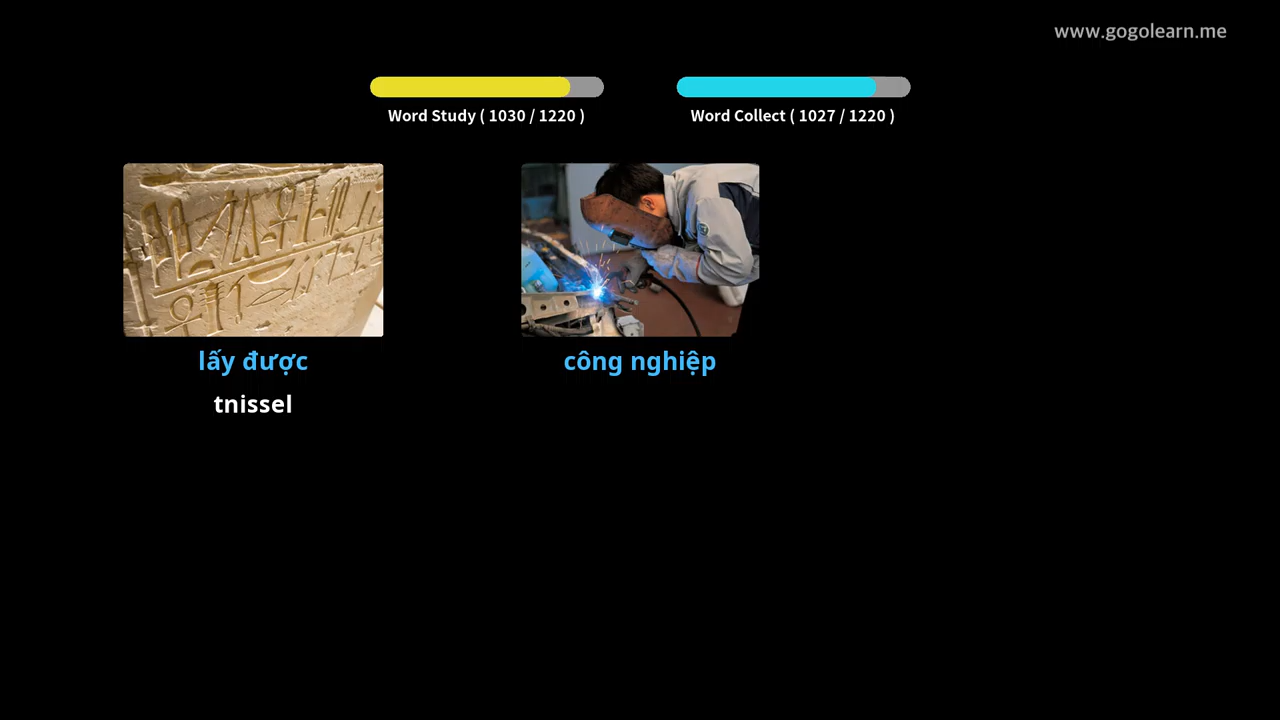 www.gogolearn.me
Word Study ( 1030 / 1220 )
Word Collect ( 1027 / 1220 )
lấy được
công nghiệp
tnissel